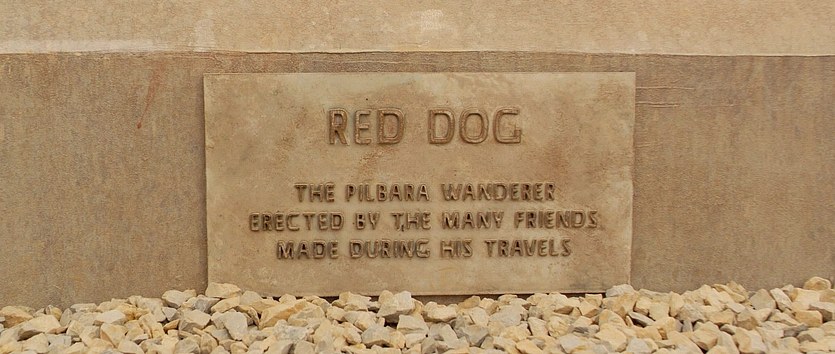 RED DOG
THE PILBARA WANDERER
ERECTED BY THE MANY FRIENDS
MADE DURING HIS TRAVELS